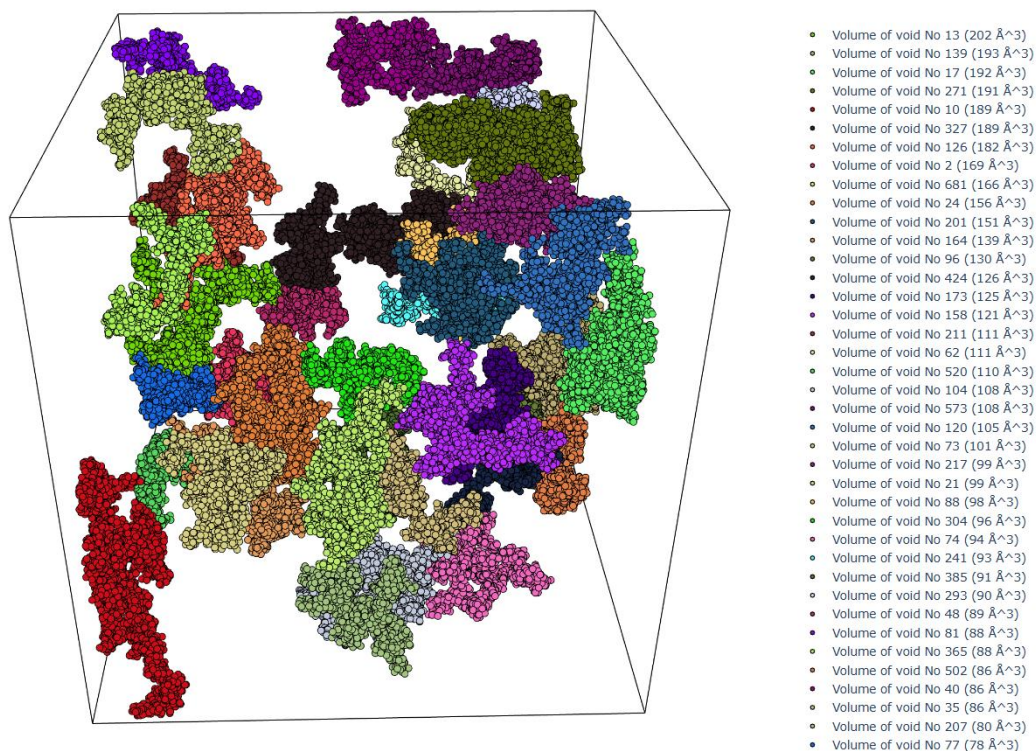 Volume of void No 13 (202 Å^3)
Volume of void No 139 (193 Å^3)
Volume of void No 17 (192 Å^3)
Volume of void No 271 (191 Å^3)
Volume of void No 10 (189 Å^3)
Volume of void No 327 (189 Å^3)
Volume of void No 126 (182 Å^3)
Volume of void No 2 (169 Å^3)
Volume of void No 681 (166 Å^3)
Volume of void No 24 (156 Å^3)
Volume of void No 201 (151 Å^3)
Volume of void No 164 (139 Å^3)
Volume of void No 96 (130 Å^3)
Volume of void No 424 (126 Å^3)
Volume of void No 173 (125 Å^3)
Volume of void No 158 (121 Å^3)
Volume of void No 211 (111 Å^3)
Volume of void No 62 (111 Å^3)
Volume of void No 520 (110 Å^3)
Volume of void No 104 (108 Å^3)
Volume of void No 573 (108 Å^3)
Volume of void No 120 (105 Å^3)
Volume of void No 73 (101 Å^3)
Volume of void No 217 (99 Å^3)
Volume of void No 21 (99 Å^3)
Volume of void No 88 (98 Å^3)
Volume of void No 304 (96 Å^3)
Volume of void No 74 (94 Å^3)
Volume of void No 241 (93 Å^3)
Volume of void No 385 (91 Å^3)
Volume of void No 293 (90 Å^3)
Volume of void No 48 (89 Å^3)
Volume of void No 81 (88 Å^3)
Volume of void No 365 (88 Å^3)
Volume of void No 502 (86 Å^3)
Volume of void No 40 (86 Å^3)
Volume of void No 35 (86 Å^3)
Volume of void No 207 (80 Å^3)
Volume of void No 77 (78 Å^3)